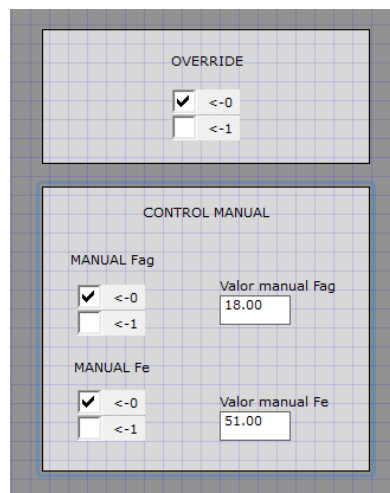 OVERRIDE
<-0
<-1
CONTROL MANUAL
MANUAL Fag
<-0
<-1
Valor manual Fag
18.00
MANUAL Fe
<-0
<-1
Valor manual Fe
51.00